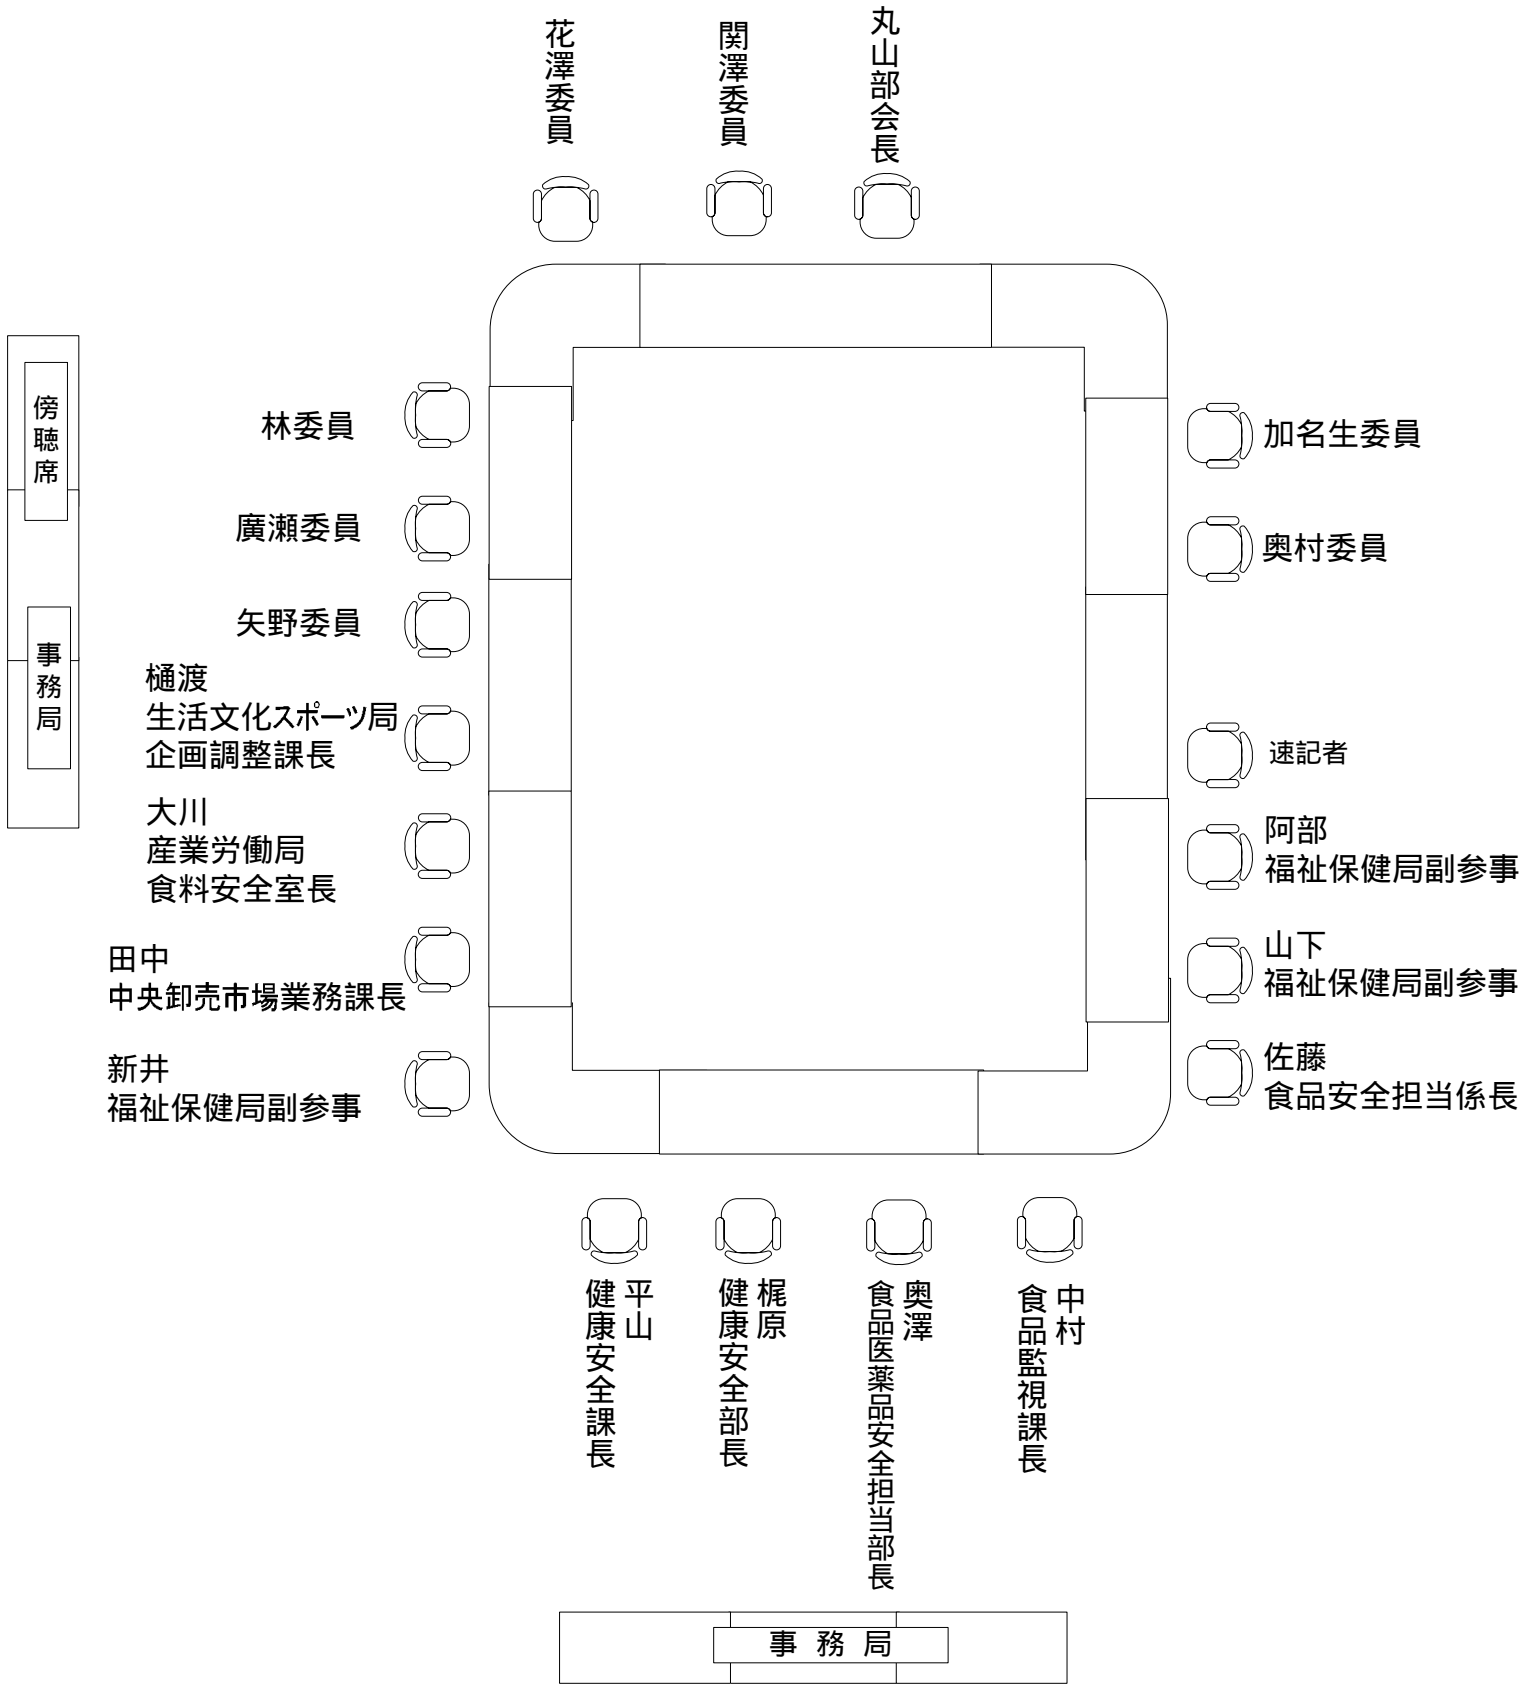 花澤委員
関澤委員
丸山部会長
傍聴席
事務局
林委員
廣瀬委員
矢野委員
樋渡
生活文化スポーツ局
企画調整課長
大川
産業労働局
食料安全室長
田中
中央卸売市場業務課長
新井
福祉保健局副参事
加名生委員
奥村委員
速記者
阿部
福祉保健局副参事
山下
福祉保健局副参事
佐藤
食品安全担当係長
平山
健康安全課長
梶原
健康安全部長
奥澤
食品医薬品安全担当部長
中村
食品監視課長
事務局